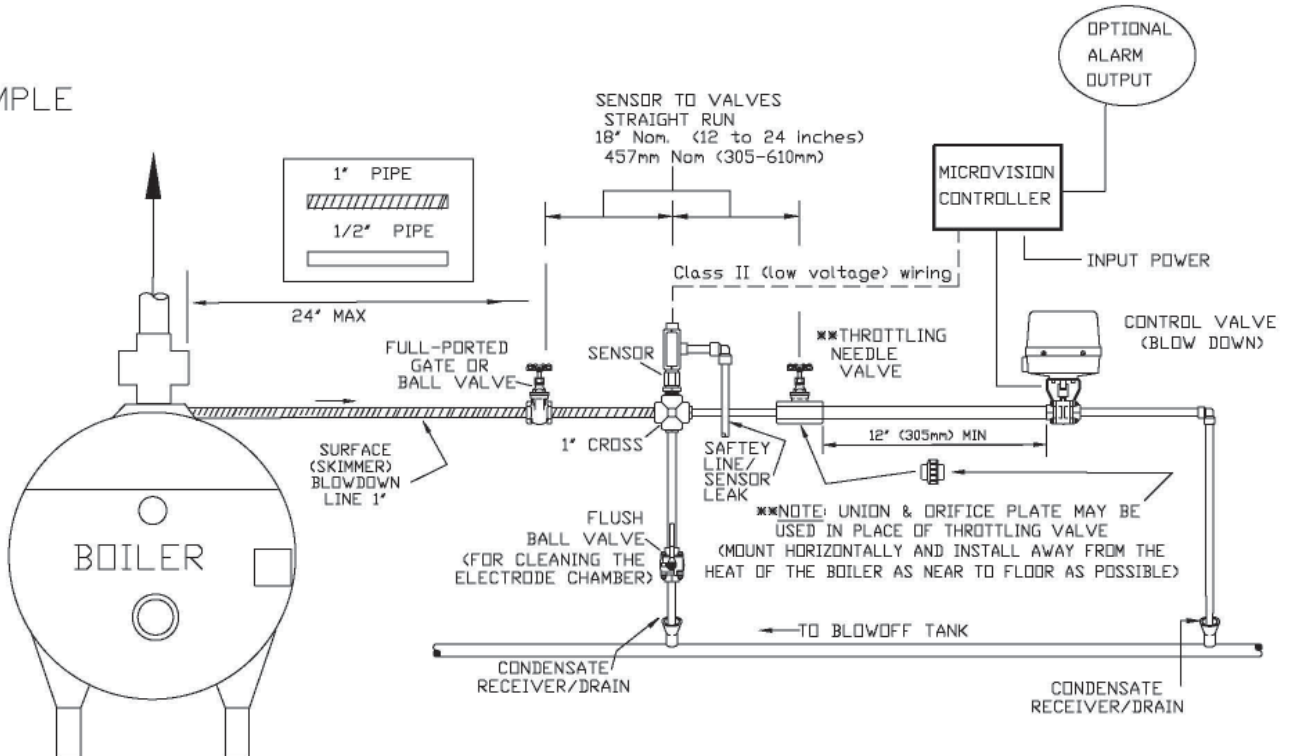 MPLE
OPTIONAL
ALARM
OUTPUT
SENSOR TO VALVES
STRAIGHT RUN
18" Nom. (12 to 24 inches)
457mm Nom (305-610mm)
1" PIPE
1/2" PIPE
MICROVISION
CONTROLLER
INPUT POWER
Class II (low voltage) wiring
24" MAX
FULL-PORTED
GATE OR
BALL VALVE
SENSOR
**THROTTLING
NEEDLE
VALVE
CONTROL VALVE
(BLOW DOWN)
SURFACE
(SKIMMER)
BLOWDOWN
LINE 1"
1" CROSS
SAFTEY
LINE/
SENSOR
LEAK
12" (305mm) MIN
**NOTE: UNION & ORIFICE PLATE MAY BE
USED IN PLACE OF THROTTLING VALVE
(MOUNT HORIZONTALLY AND INSTALL AWAY FROM THE
HEAT OF THE BOILER AS NEAR TO FLOOR AS POSSIBLE)
FLUSH
BALL VALVE
(FOR CLEANING THE
ELECTRODE CHAMBER)
BOILER
TO BLOWOFF TANK
CONDENSATE
RECEIVER/DRAIN
CONDENSATE
RECEIVER/DRAIN